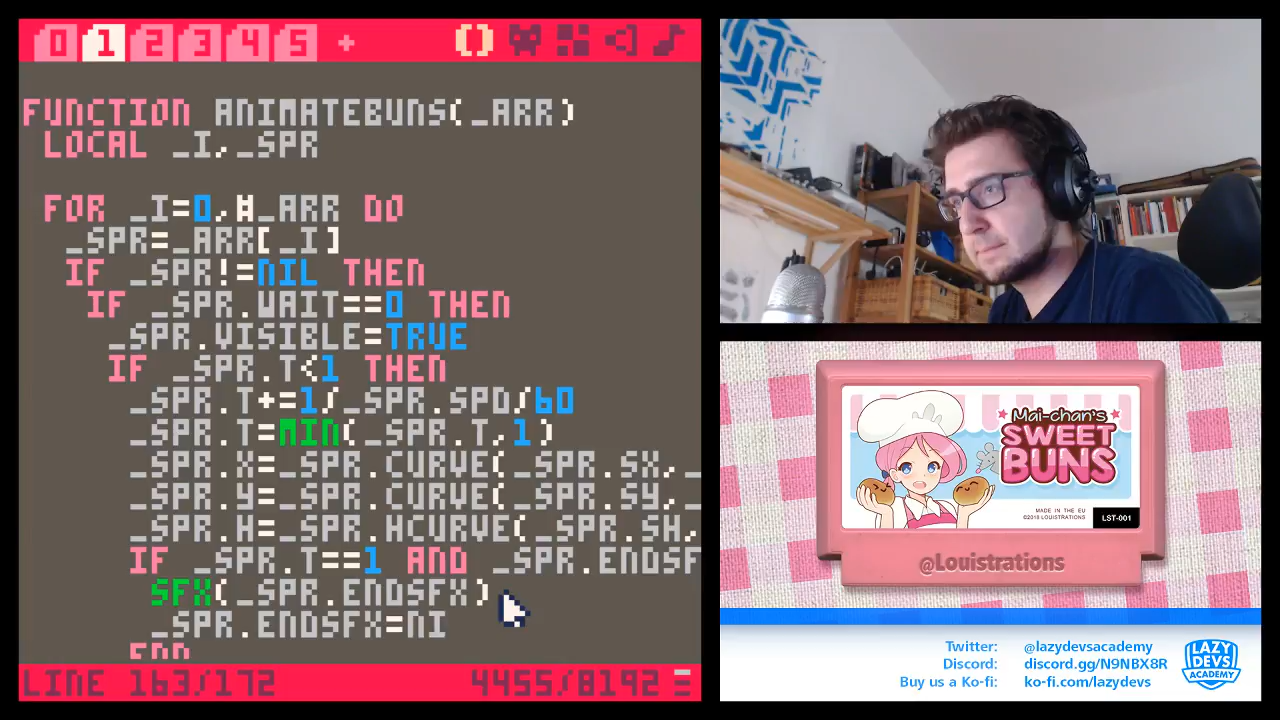 0 1 2 3 4 5 +
FUNCTION ANIMATEBUNS(_ARR)
LOCAL _I,_SPR
FOR _I=0,#_ARR DO
_SPR=_ARR[_I]
IF _SPR!=NIL THEN
IF _SPR.WAIT==0 THEN
_SPR.VISIBLE=TRUE
IF _SPR.T<1 THEN
_SPR.T+=1/_SPR.SPD/60
_SPR.T=MIN(_SPR.T,1)
_SPR.X=_SPR.CURVE(_SPR.SX,_
_SPR.Y=_SPR.CURVE(_SPR.SY,_
_SPR.H=_SPR.HCURVE(_SPR.SH,
IF _SPR.T==1 AND _SPR.ENDSF
SFX(_SPR.ENDSFX)
_SPR.ENDSFX=NI
END
LINE 163/172 4455/8192
Mai-chan's
SWEET
BUNS
MADE IN THE EU
©2018 LOUISTRATIONS
LST-001
@Louistrations
Twitter: @lazydevsacademy
Discord: discord.gg/N9NBX8R
Buy us a Ko-fi: ko-fi.com/lazydevs
LAZY
DEVS
ACADEMY